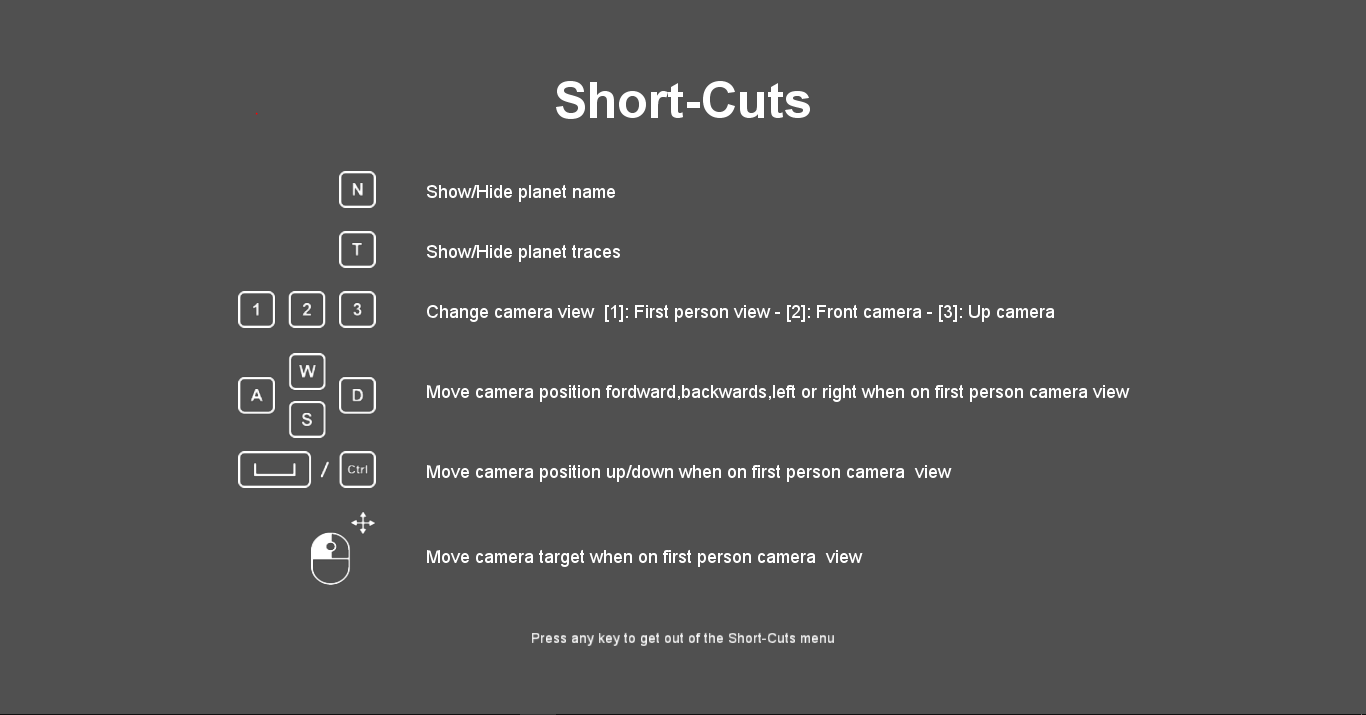 Short-Cuts
N Show/Hide planet name
T Show/Hide planet traces
1 2 3 Change camera view  [1]: First person view - [2]: Front camera - [3]: Up camera
W
A D Move camera position fordward,backwards,left or right when on first person camera view
S
/ Ctrl Move camera position up/down when on first person camera  view
Move camera target when on first person camera  view
Press any key to get out of the Short-Cuts menu